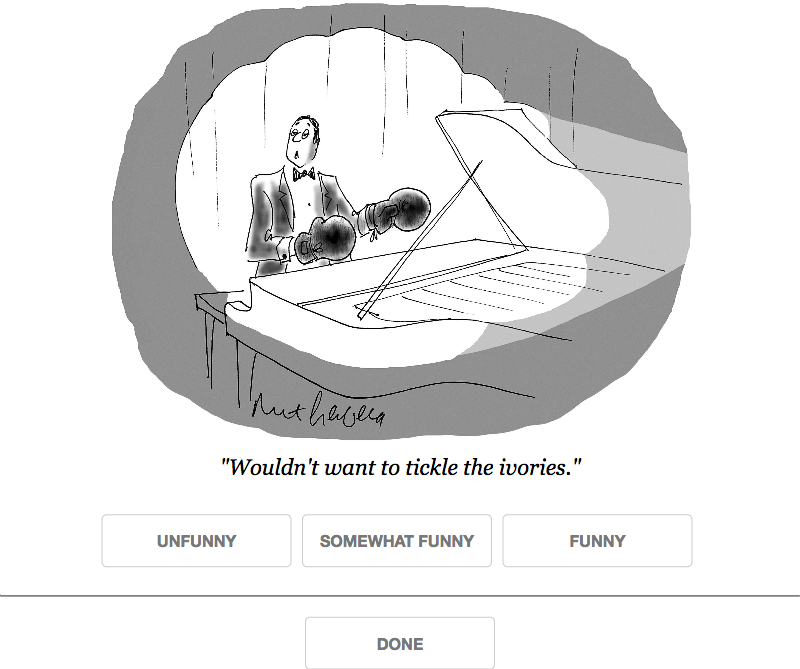 "Wouldn't want to tickle the ivories."
UNFUNNY
SOMEWHAT FUNNY
FUNNY
DONE